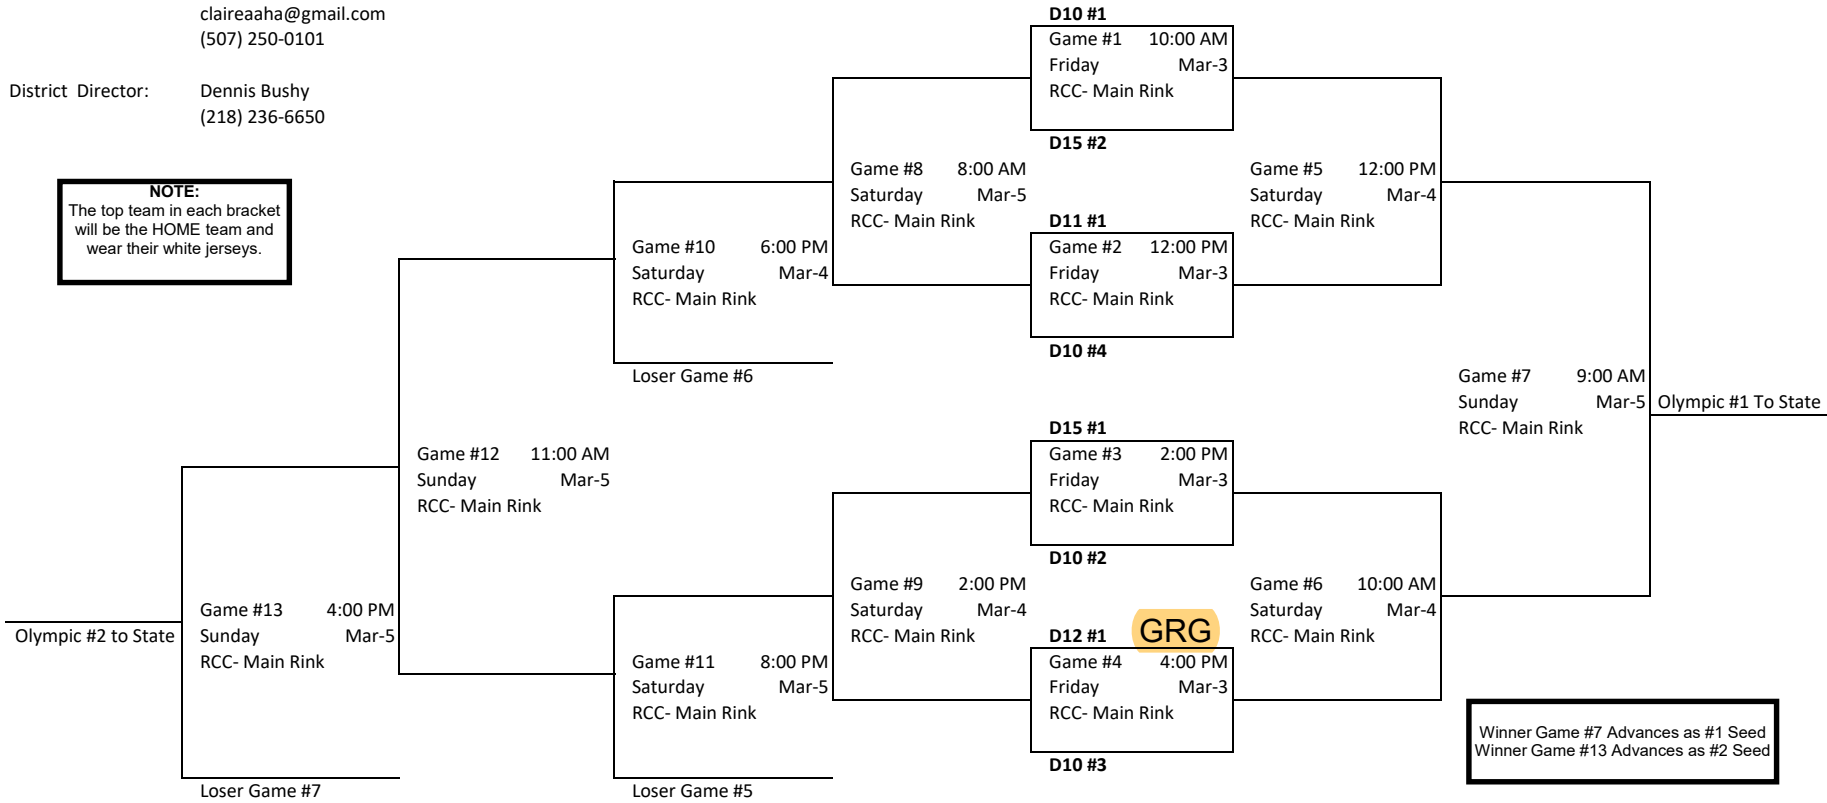 claireaaha@gmail.com
(507) 250-0101
District Director: Dennis Bushy
(218) 236-6650
NOTE:
The top team in each bracket
will be the HOME team and
wear their white jerseys.
D10 #1
Game #1 10:00 AM
Friday Mar-3
RCC- Main Rink
D15 #2
Game #8 8:00 AM
Saturday Mar-5
RCC- Main Rink
Game #5 12:00 PM
Saturday Mar-4
RCC- Main Rink
D11 #1
Game #2 12:00 PM
Friday Mar-3
RCC- Main Rink
D10 #4
Game #10 6:00 PM
Saturday Mar-4
RCC- Main Rink
Loser Game #6
Game #7 9:00 AM
Sunday Mar-5
RCC- Main Rink
Olympic #1 To State
D15 #1
Game #3 2:00 PM
Friday Mar-3
RCC- Main Rink
D10 #2
Game #12 11:00 AM
Sunday Mar-5
RCC- Main Rink
Game #9 2:00 PM
Saturday Mar-4
RCC- Main Rink
Game #6 10:00 AM
Saturday Mar-4
RCC- Main Rink
D12 #1 GRG
Game #4 4:00 PM
Friday Mar-3
RCC- Main Rink
D10 #3
Olympic #2 to State
Game #13 4:00 PM
Sunday Mar-5
RCC- Main Rink
Loser Game #7
Game #11 8:00 PM
Saturday Mar-5
RCC- Main Rink
Loser Game #5
Winner Game #7 Advances as #1 Seed
Winner Game #13 Advances as #2 Seed